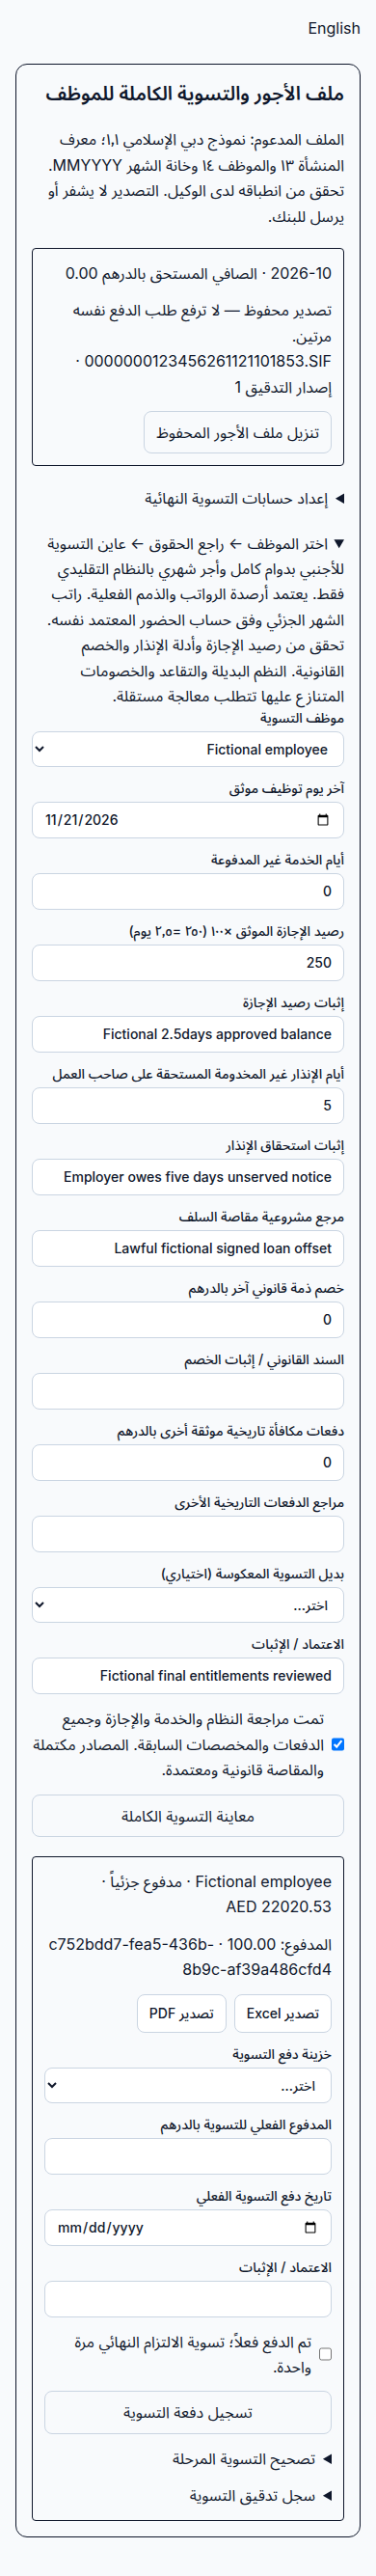 English
ملف الأجور والتسوية الكاملة للموظف
الملف المدعوم: نموذج دبي الإسلامي ١,١؛ معرف
المنشأة ١٣ والموظف ١٤ وخانة الشهر MMYYYY.
تحقق من انطباقه لدى الوكيل. التصدير لا يشفر أو
يرسل للبنك.
2026-10 · الصافي المستحق بالدرهم 0.00
تصدير محفوظ — لا ترفع طلب الدفع نفسه
مرتين.
0000000123456261121101853.SIF ·
إصدار التدقيق 1
تنزيل ملف الأجور المحفوظ
إعداد حسابات التسوية النهائية
اختر الموظف ← راجع الحقوق ← عاين التسوية
للأجنبي بدوام كامل وأجر شهري بالنظام التقليدي
فقط. يعتمد أرصدة الرواتب والذمم الفعلية. راتب
الشهر الجزئي وفق حساب الحضور المعتمد نفسه.
تحقق من رصيد الإجازة وأدلة الإنذار والخصم
القانونية. النظم البديلة والتقاعد والخصومات
المتنازع عليها تتطلب معالجة مستقلة.
موظف التسوية
Fictional employee
آخر يوم توظيف موثق
11/21/2026
أيام الخدمة غير المدفوعة
0
رصيد الإجازة الموثق ×١٠٠ (٢٥٠ =٢,٥ يوم)
250
إثبات رصيد الإجازة
Fictional 2.5days approved balance
أيام الإنذار غير المخدومة المستحقة على صاحب العمل
5
إثبات استحقاق الإنذار
Employer owes five days unserved notice
مرجع مشروعية مقاصة السلف
Lawful fictional signed loan offset
خصم ذمة قانوني آخر بالدرهم
0
السند القانوني / إثبات الخصم
دفعات مكافأة تاريخية موثقة أخرى بالدرهم
0
مراجع الدفعات التاريخية الأخرى
بديل التسوية المعكوسة (اختياري)
اختر...
الاعتماد / الإثبات
Fictional final entitlements reviewed
تمت مراجعة النظام والخدمة والإجازة وجميع
الدفعات والمخصصات السابقة. المصادر مكتملة
والمقاصة قانونية ومعتمدة.
معاينة التسوية الكاملة
Fictional employee · مدفوع جزئياً ·
AED 22020.53
المدفوع: 100.00 · c752bdd7-fea5-436b-
8b9c-af39a486cfd4
تصدير Excel
تصدير PDF
خزينة دفع التسوية
اختر...
المدفوع الفعلي للتسوية بالدرهم
تاريخ دفع التسوية الفعلي
mm/dd/yyyy
الاعتماد / الإثبات
تم الدفع فعلاً؛ تسوية الالتزام النهائي مرة
واحدة.
تسجيل دفعة التسوية
تصحيح التسوية المرحلة
سجل تدقيق التسوية